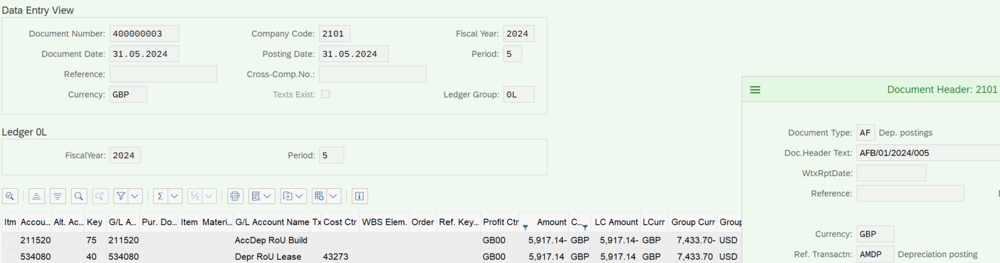 Data Entry View
Document Number: 400000003 Company Code: 2101 Fiscal Year: 2024
Document Date: 31.05.2024 Posting Date: 31.05.2024 Period: 5
Reference: Cross-Comp.No.:
Currency: GBP Texts Exist: Ledger Group: 0L
Ledger 0L
FiscalYear: 2024 Period: 5
Itm Accou... Alt. Ac... Key G/L A... Pur. Do... Item Materi... G/L Account Name Tx Cost Ctr WBS Elem. Order Ref. Key... Profit Ctr Amount C... LC Amount LCurr Group Curr Group
211520 75 211520 AccDep RoU Build GB00 5,917.14- GBP 5,917.14- GBP 7,433.70- USD
534080 40 534080 Depr RoU Lease 43273 GB00 5,917.14 GBP 5,917.14 GBP 7,433.70 USD
Document Header: 2101
Document Type: AF Dep. postings
Doc.Header Text: AFB/01/2024/005
WtxRptDate:
Reference:
Currency: GBP
Ref. Transactn: AMDP Depreciation posting